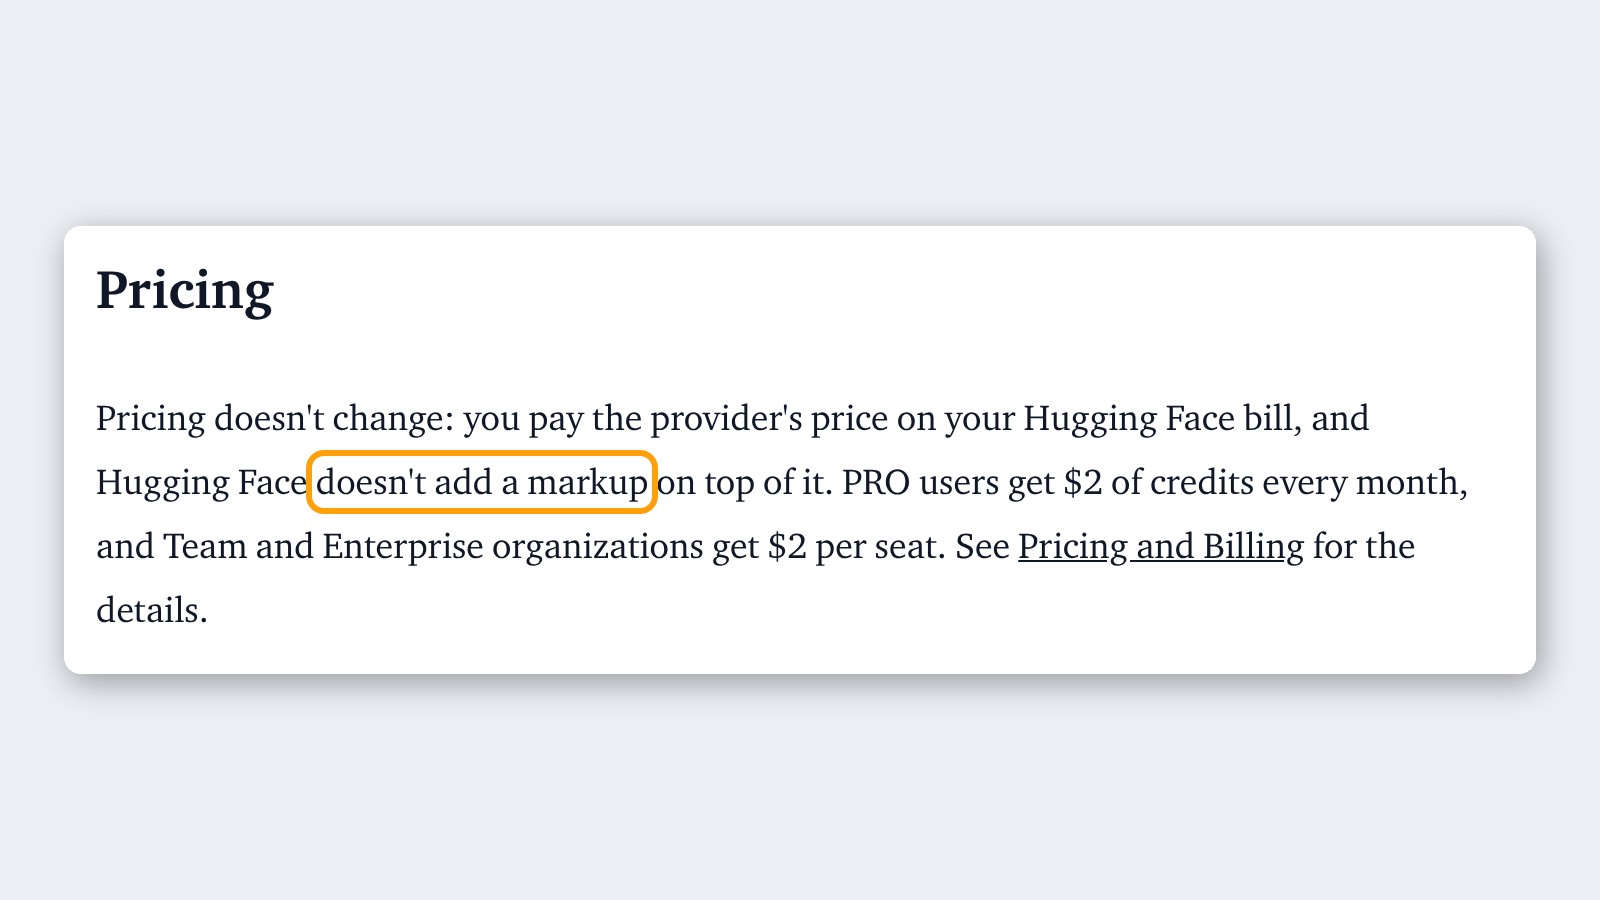 Pricing
Pricing doesn't change: you pay the provider's price on your Hugging Face bill, and
Hugging Face doesn't add a markup on top of it. PRO users get $2 of credits every month,
and Team and Enterprise organizations get $2 per seat. See Pricing and Billing for the
details.